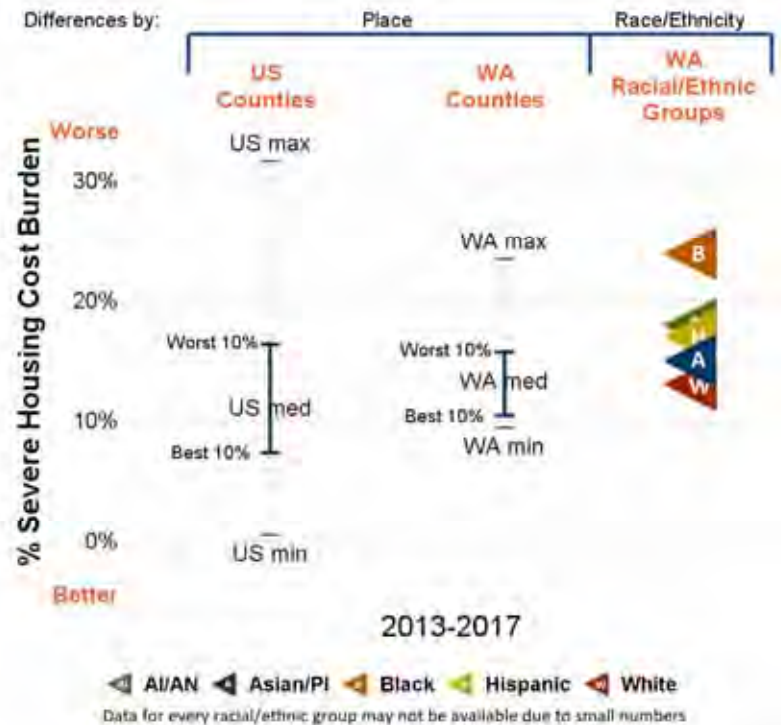 Differences by: Place Race/Ethnicity
US Counties
WA Counties
WA Racial/Ethnic Groups
% Severe Housing Cost Burden
Worse
US max
30%
WA max
B
20%
Worst 10%
Worst 10%
H
A
WA med
W
US med
10%
Best 10%
WA min
Best 10%
0%
US min
Better
2013-2017
AI/AN Asian/PI Black Hispanic White
Data for every racial/ethnic group may not be available due to small numbers